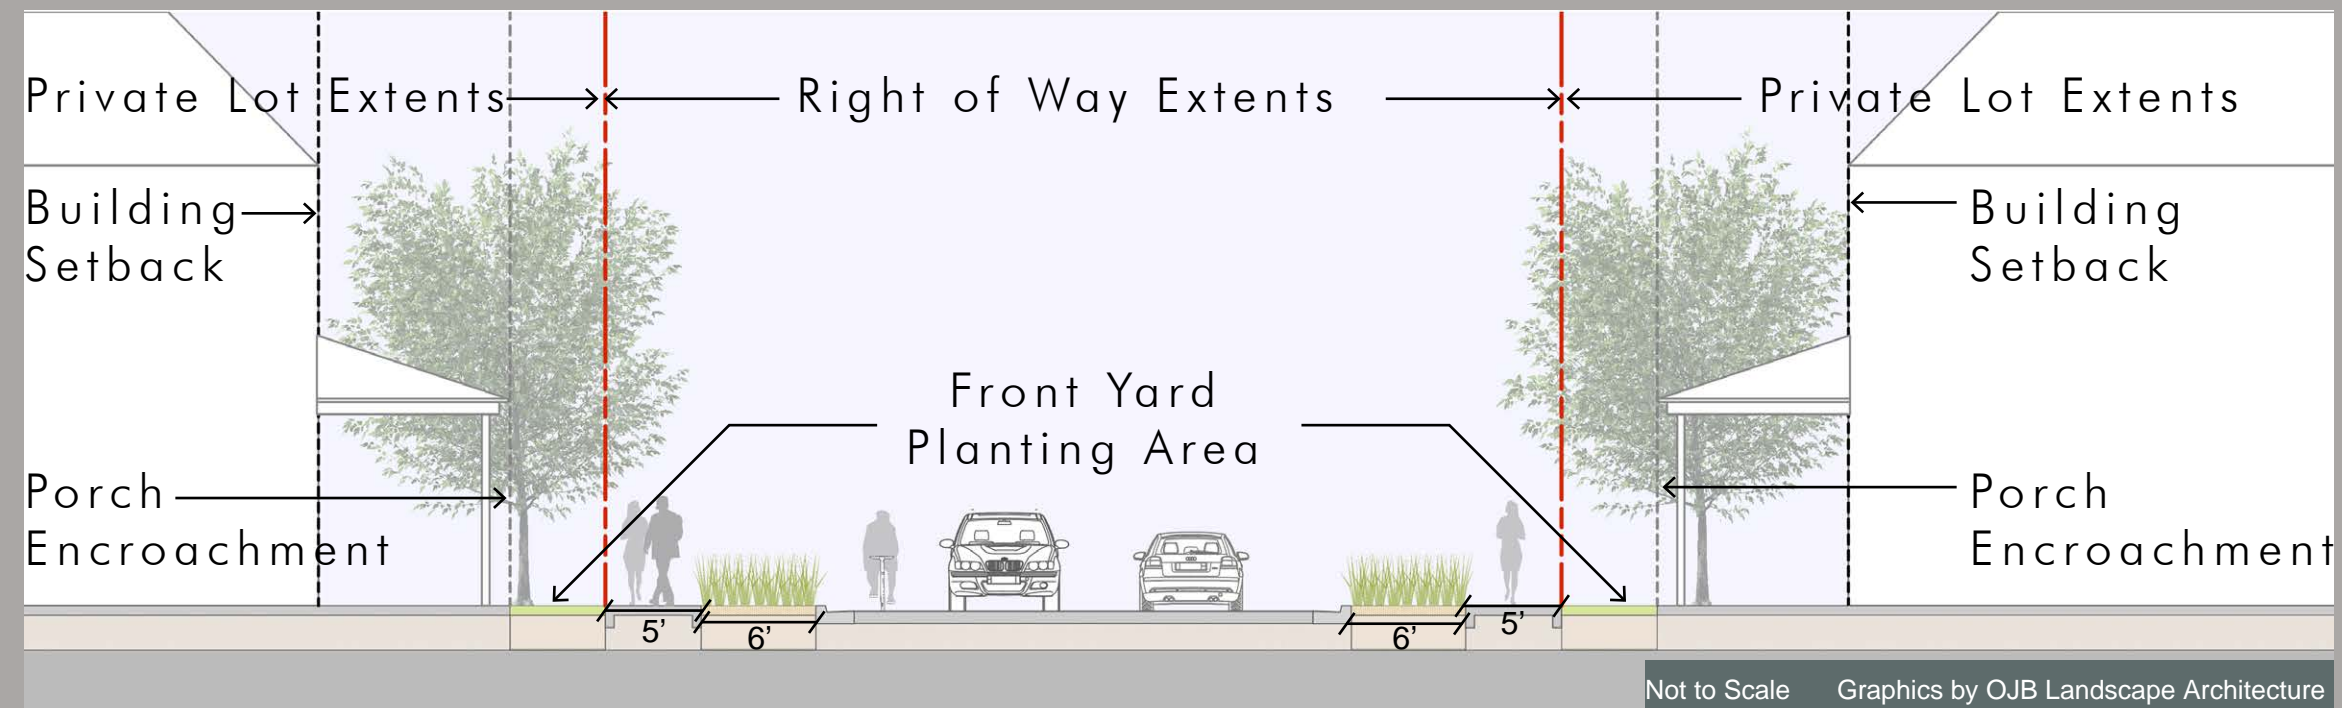 Private Lot Extents
Right of Way Extents
Private Lot Extents
Building
Setback
Building
Setback
Front Yard
Planting Area
Porch
Encroachment
Porch
Encroachment
5’
6’
6’
5’
Not to Scale
Graphics by OJB Landscape Architecture